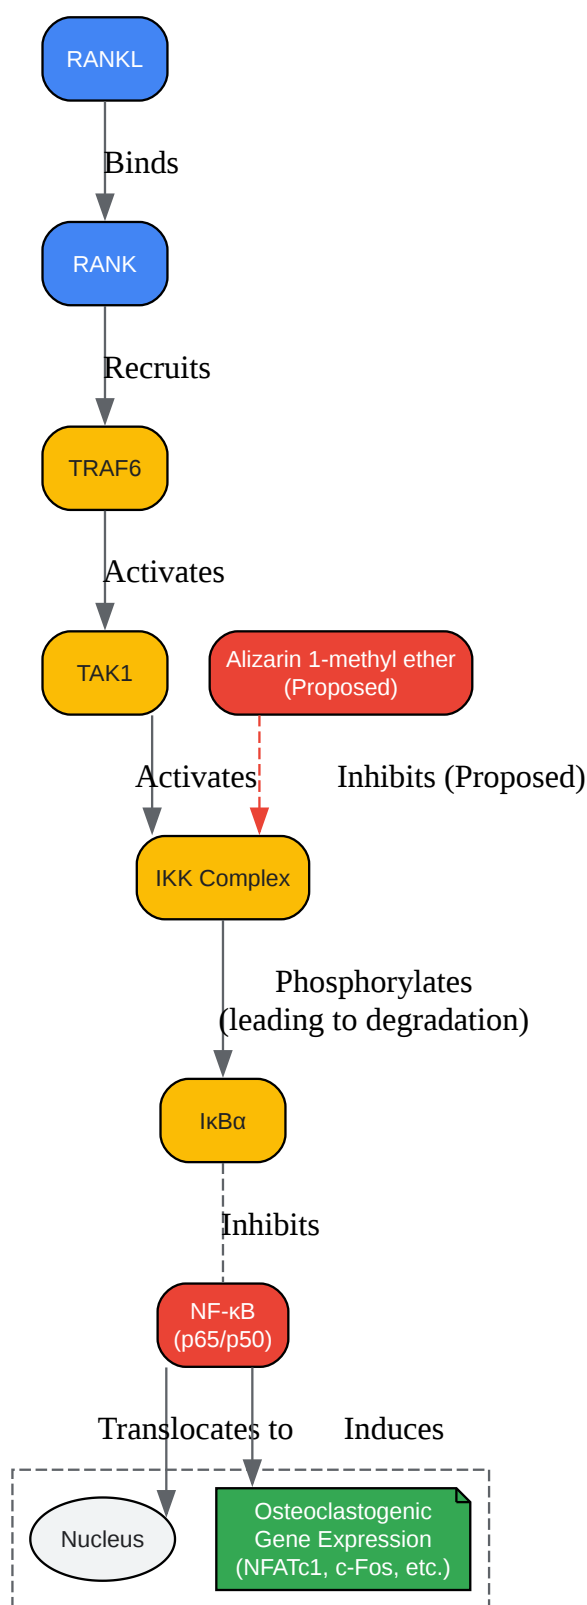 RANKL
Binds
RANK
Recruits
TRAF6
Activates
TAK1
Alizarin 1-methyl ether
(Proposed)
Activates
Inhibits (Proposed)
IKK Complex
Phosphorylates
(leading to degradation)
IκBα
Inhibits
NF-κB
(p65/p50)
Translocates to
Induces
Nucleus
Osteoclastogenic
Gene Expression
(NFATc1, c-Fos, etc.)